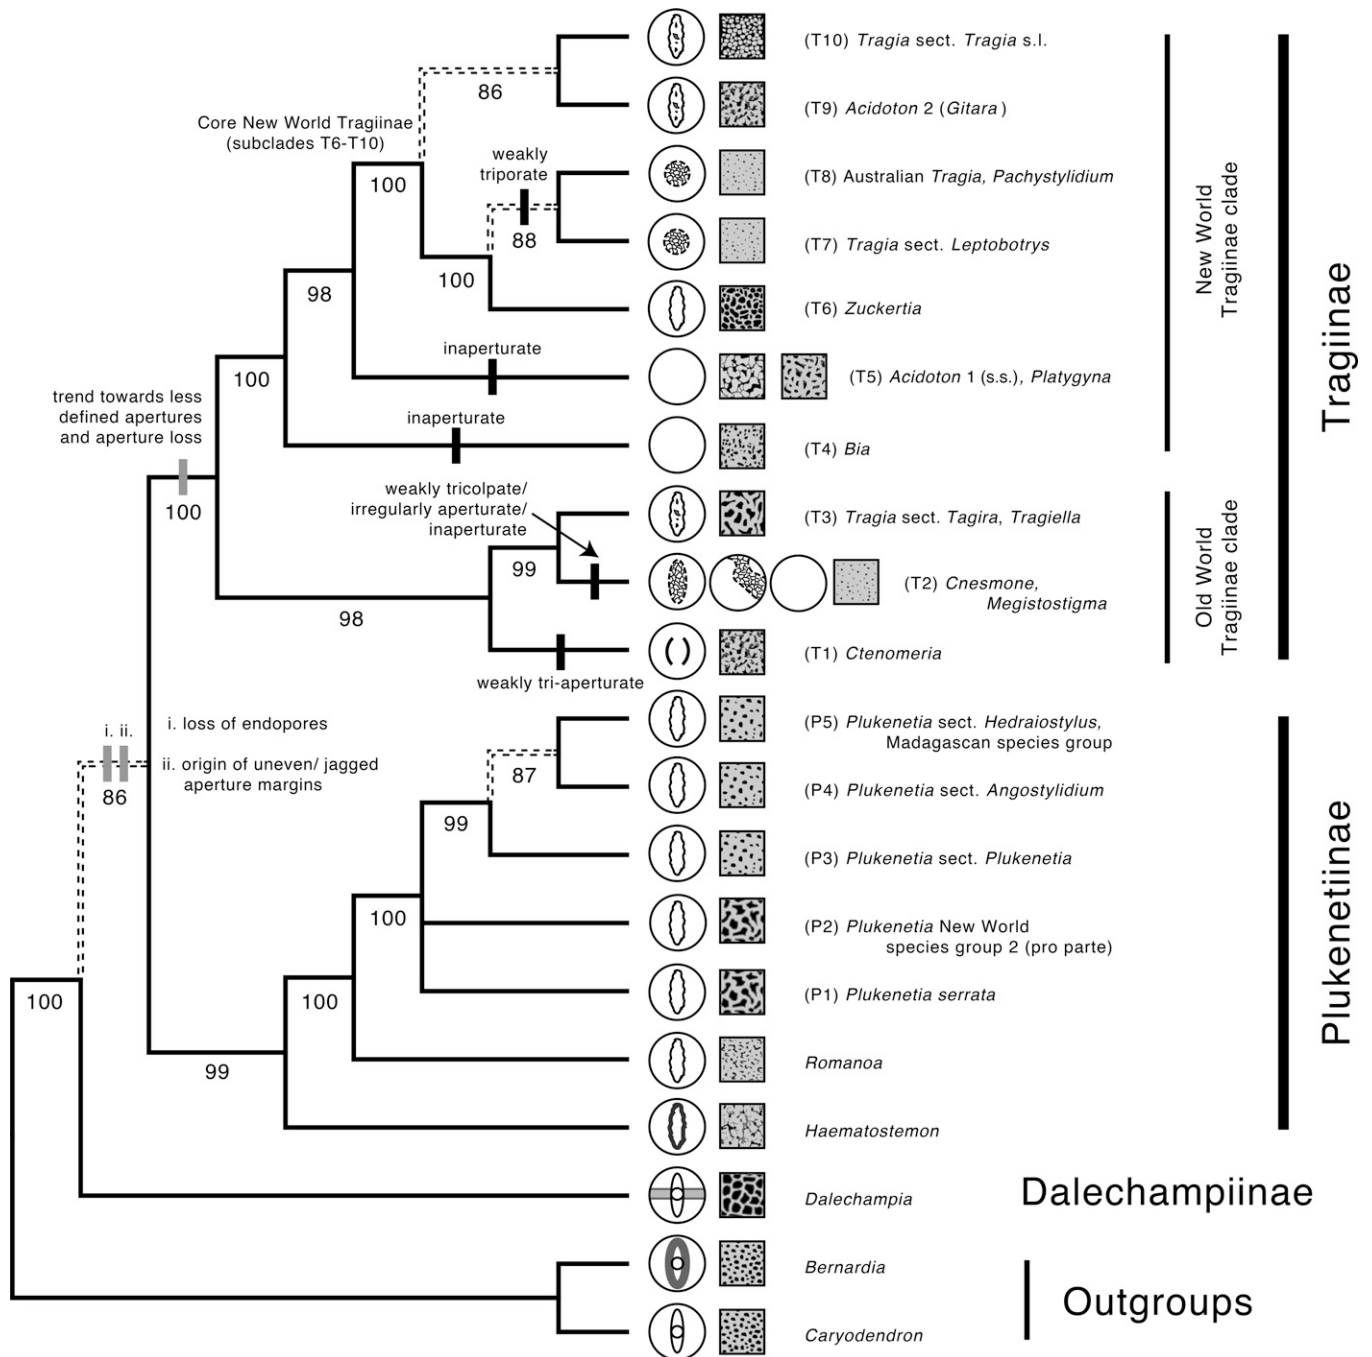 (T10) Tragia sect. Tragia s.l.
86
(T9) Acidoton 2 (Gitara)
Core New World Tragiinae
(subclades T6-T10)
weakly
triporate
100
(T8) Australian Tragia, Pachystylidium
88
(T7) Tragia sect. Leptobotrys
100
98
(T6) Zuckertia
inaperturate
100
(T5) Acidoton 1 (s.s.), Platygyna
trend towards less
defined apertures
and aperture loss
inaperturate
(T4) Bia
New World
Tragiinae clade
Tragiinae
weakly tricolpate/
irregularly aperturate/
inaperturate
100
(T3) Tragia sect. Tagira, Tragiella
99
(T2) Cnesmone,
Megistostigma
98
Old World
Tragiinae clade
(T1) Ctenomeria
weakly tri-aperturate
i. ii.
i. loss of endopores
ii. origin of uneven/ jagged
aperture margins
86
(P5) Plukenetia sect. Hedraiostylus,
Madagascan species group
87
(P4) Plukenetia sect. Angostylidium
99
(P3) Plukenetia sect. Plukenetia
100
(P2) Plukenetia New World
species group 2 (pro parte)
Plukenetiinae
100
100
(P1) Plukenetia serrata
99
Romanoa
Haematostemon
Dalechampia
Dalechampiinae
Bernardia
Outgroups
Caryodendron